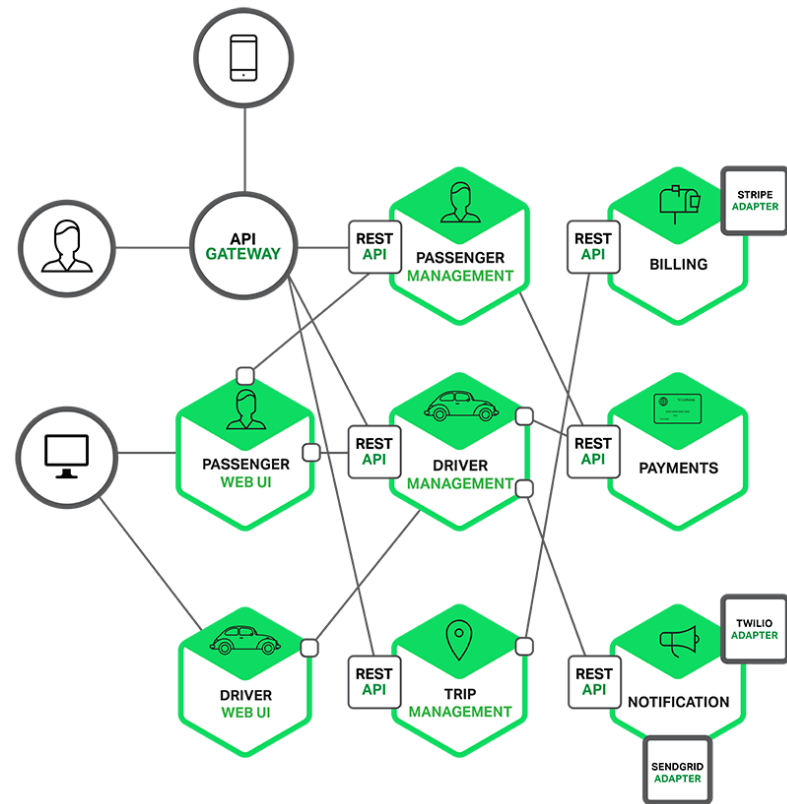 API
GATEWAY
REST
API
PASSENGER
MANAGEMENT
REST
API
BILLING
STRIPE
ADAPTER
PASSENGER
WEB UI
REST
API
DRIVER
MANAGEMENT
REST
API
PAYMENTS
DRIVER
WEB UI
REST
API
TRIP
MANAGEMENT
REST
API
NOTIFICATION
TWILIO
ADAPTER
SENDGRID
ADAPTER